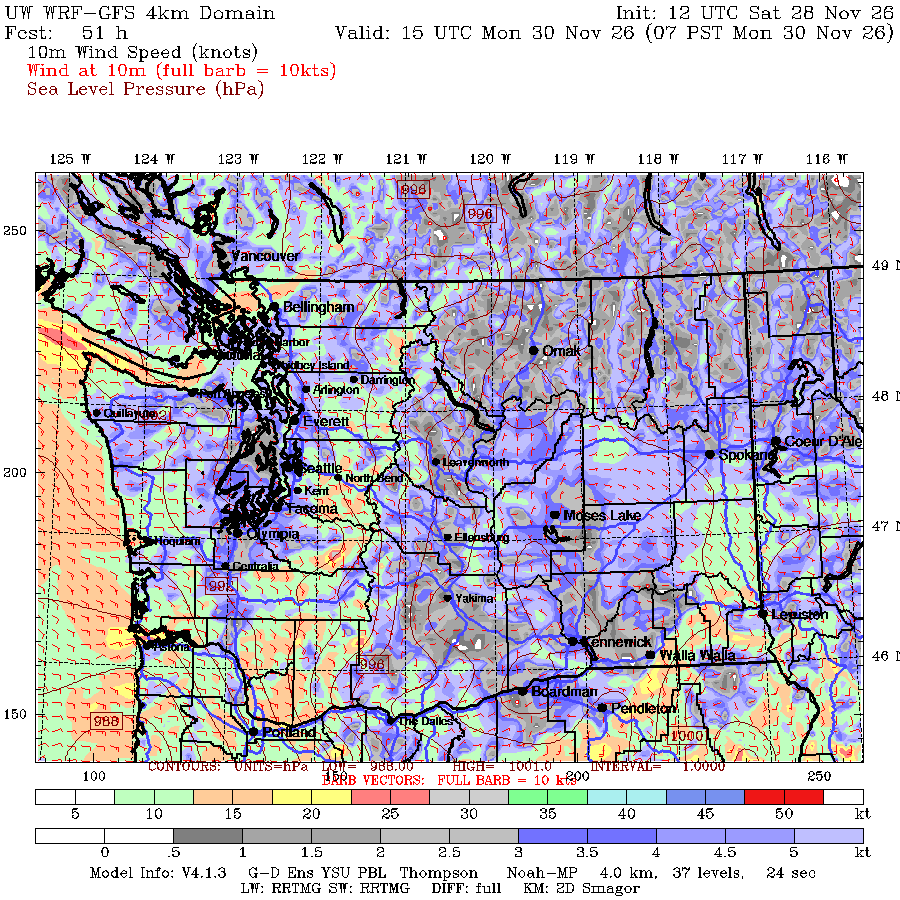 UW WRF-GFS 4km Domain
Init: 12 UTC Sat 28 Nov 26
Fcst: 51 h
Valid: 15 UTC Mon 30 Nov 26 (07 PST Mon 30 Nov 26)
10m Wind Speed (knots)
Wind at 10m (full barb = 10kts)
Sea Level Pressure (hPa)
125 W 124 W 123 W 122 W 121 W 120 W 119 W 118 W 117 W 116 W
996
996
250
Vancouver
49 N
Bellingham
Omak
Darrington
Arlington
48 N
Quillayute
Everett
Coeur D'Ale
Spokane
Leavenworth
200
Seattle
North Bend
Kent
Tacoma
Moses Lake
47 N
Olympia
Ellensburg
Hoquiam
Centralia
992
Yakima
Lewiston
Kennewick
Astoria
Walla Walla
46 N
996
Boardman
Pendleton
150
988
The Dalles
Portland
1000
CONTOURS: UNITS=hPa LOW= 988.00 HIGH= 1001.0 INTERVAL= 1.0000
100 150 200 250
BARB VECTORS: FULL BARB = 10 kts
5 10 15 20 25 30 35 40 45 50 kt
0 .5 1 1.5 2 2.5 3 3.5 4 4.5 5 kt
Model Info: V4.1.3 G-D Ens YSU PBL Thompson Noah-MP 4.0 km, 37 levels, 24 sec
LW: RRTMG SW: RRTMG DIFF: full KM: 2D Smagor